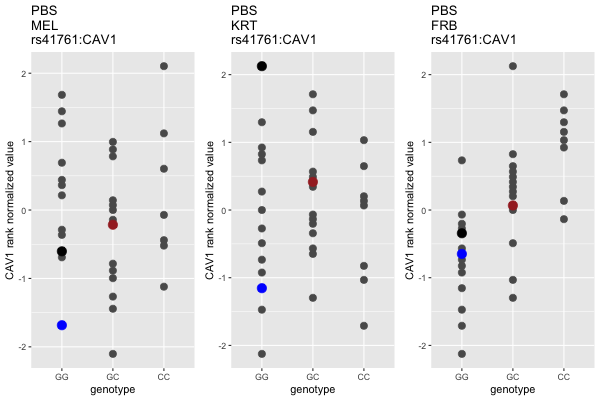 PBS
MEL
rs41761:CAV1
CAV1 rank normalized value
2
1
0
-1
-2
GG
GC
CC
genotype
PBS
KRT
rs41761:CAV1
CAV1 rank normalized value
2
1
0
-1
-2
GG
GC
CC
genotype
PBS
FRB
rs41761:CAV1
CAV1 rank normalized value
2
1
0
-1
-2
GG
GC
CC
genotype